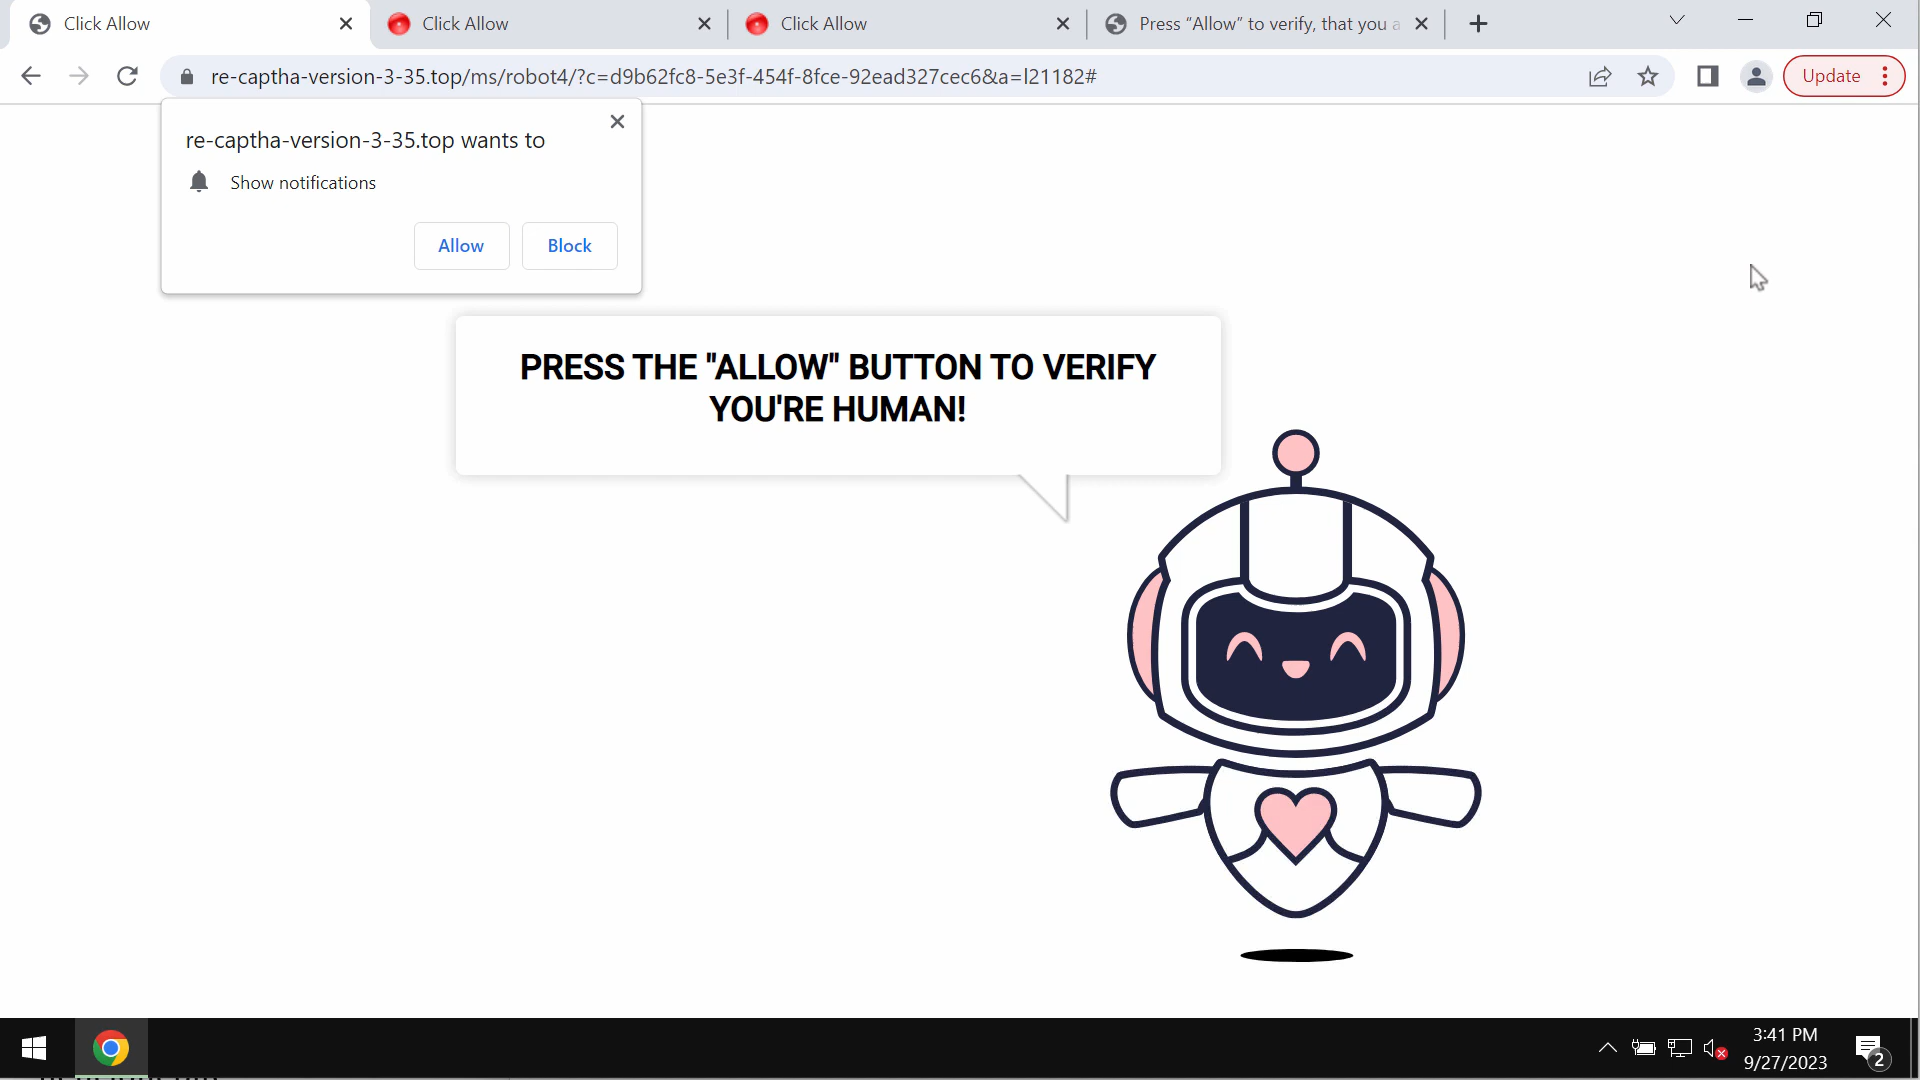 Click Allow
Click Allow
Click Allow
Press “Allow” to verify, that you a
re-captha-version-3-35.top/ms/robot4/?c=d9b62fc8-5e3f-454f-8fce-92ead327cec6&a=l21182#
Update
re-captha-version-3-35.top wants to
Show notifications
Allow
Block
PRESS THE "ALLOW" BUTTON TO VERIFY
YOU'RE HUMAN!
3:41 PM
9/27/2023
2